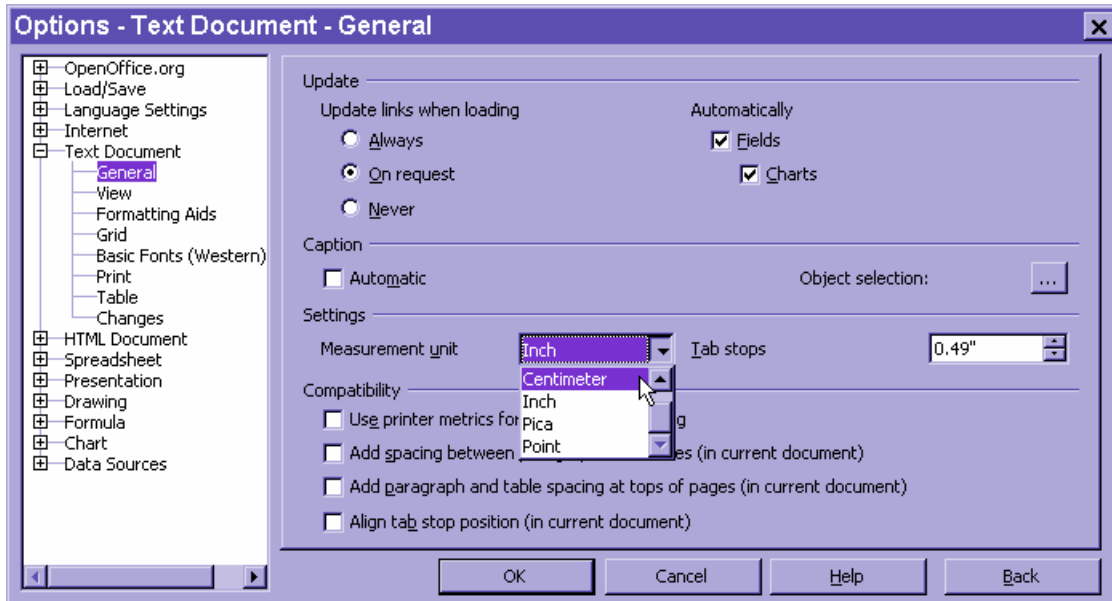 Options - Text Document - General
OpenOffice.org
Load/Save
Language Settings
Internet
Text Document
General
View
Formatting Aids
Grid
Basic Fonts (Western)
Print
Table
Changes
HTML Document
Spreadsheet
Presentation
Drawing
Formula
Chart
Data Sources
Update
Update links when loading
Automatically
Always
Fields
On request
Charts
Never
Caption
Automatic
Object selection:
...
Settings
Measurement unit
Inch
Tab stops
0.49"
Centimeter
Inch
Pica
Point
Compatibility
Use printer metrics for
Add spacing between
(in current document)
Add paragraph and table spacing at tops of pages (in current document)
Align tab stop position (in current document)
OK
Cancel
Help
Back